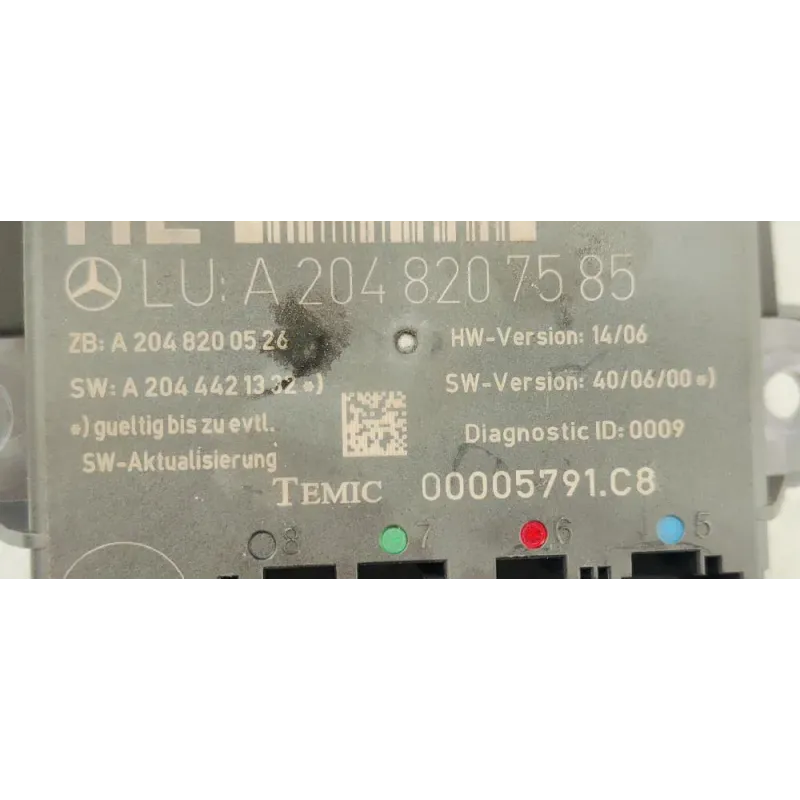 HL
LU: A 204 820 75 85
ZB: A 204 820 05 26 HW-Version: 14/06
SW: A 204 442 13 32 *) SW-Version: 40/06/00 *)
*) gueltig bis zu evtl. Diagnostic ID: 0009
SW-Aktualisierung
TEMIC 00005791.C8
8 7 6 5